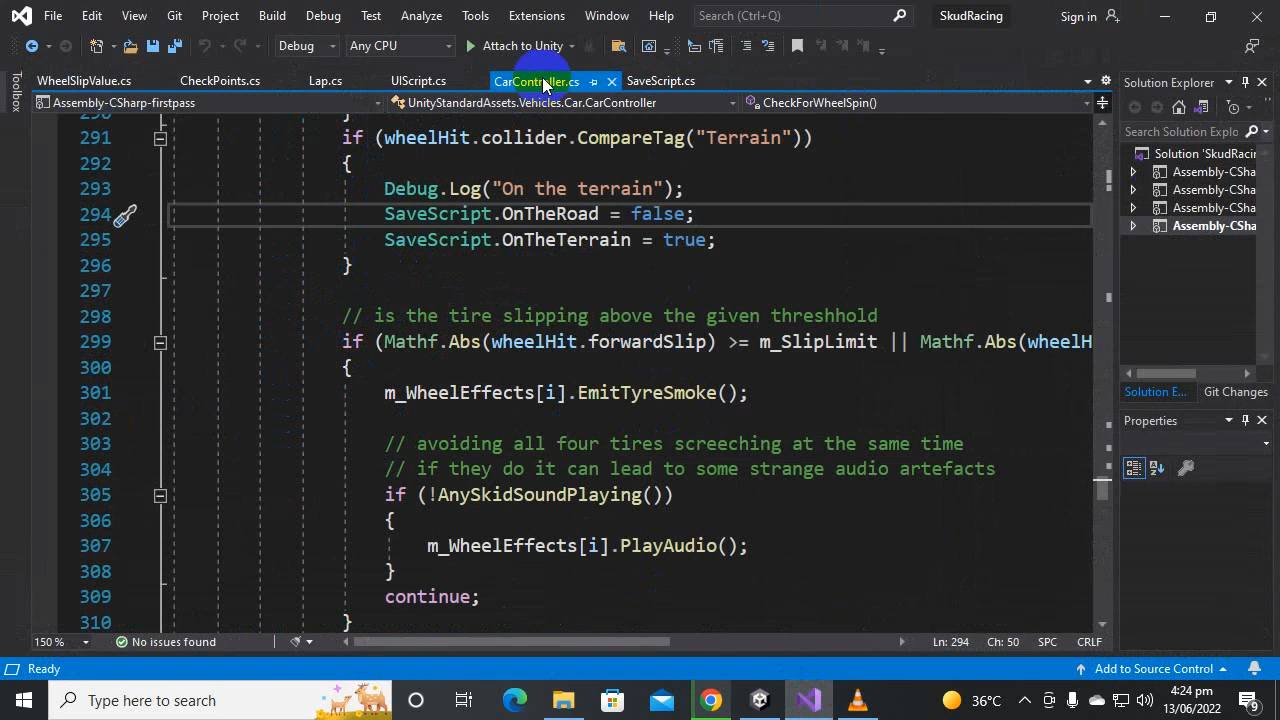 File Edit View Git Project Build Debug Test Analyze Tools Extensions Window Help Search (Ctrl+Q) SkudRacing Sign in
Debug Any CPU Attach to Unity
Toolbox
WheelSlipValue.cs CheckPoints.cs Lap.cs UIScript.cs CarController.cs SaveScript.cs
Assembly-CSharp-firstpass UnityStandardAssets.Vehicles.Car.CarController CheckForWheelSpin()
290 }
291 if (wheelHit.collider.CompareTag("Terrain"))
292 {
293 Debug.Log("On the terrain");
294 SaveScript.OnTheRoad = false;
295 SaveScript.OnTheTerrain = true;
296 }
297
298 // is the tire slipping above the given threshhold
299 if (Mathf.Abs(wheelHit.forwardSlip) >= m_SlipLimit || Mathf.Abs(wheelH
300 {
301 m_WheelEffects[i].EmitTyreSmoke();
302
303 // avoiding all four tires screeching at the same time
304 // if they do it can lead to some strange audio artefacts
305 if (!AnySkidSoundPlaying())
306 {
307 m_WheelEffects[i].PlayAudio();
308 }
309 continue;
310 }
Solution Explorer
Search Solution Explo
Solution 'SkudRacing
Assembly-CSha
Assembly-CSha
Assembly-CSha
Assembly-CSha
Solution E... Git Changes
Properties
150 % No issues found Ln: 294 Ch: 50 SPC CRLF
Ready Add to Source Control
Type here to search 36°C 4:24 pm
13/06/2022
9